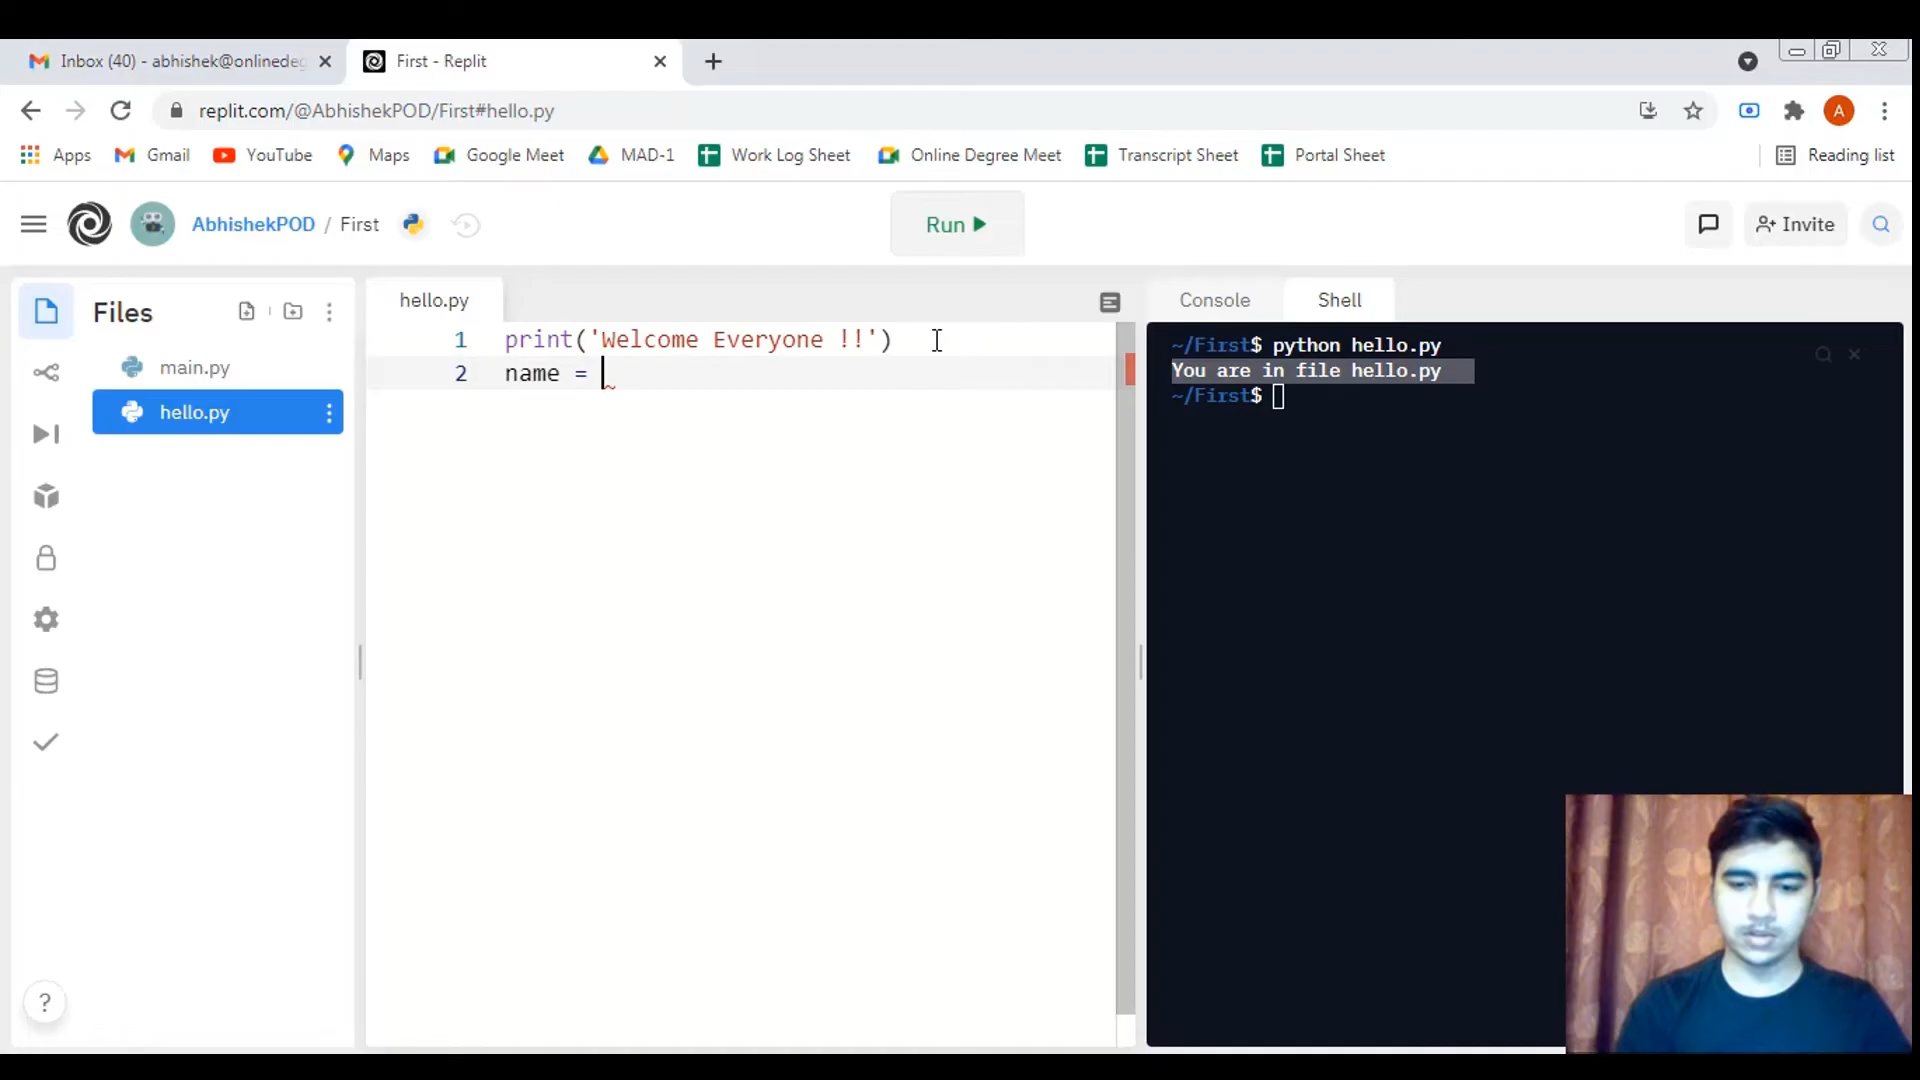 Inbox (40) - abhishek@onlinedeg
First - Replit
replit.com/@AbhishekPOD/First#hello.py
A
Apps
Gmail
YouTube
Maps
Google Meet
MAD-1
Work Log Sheet
Online Degree Meet
Transcript Sheet
Portal Sheet
Reading list
AbhishekPOD / First
Run
Invite
Files
main.py
hello.py
hello.py
1 print('Welcome Everyone !!')
2 name =
Console
Shell
~/First$ python hello.py
You are in file hello.py
~/First$
?